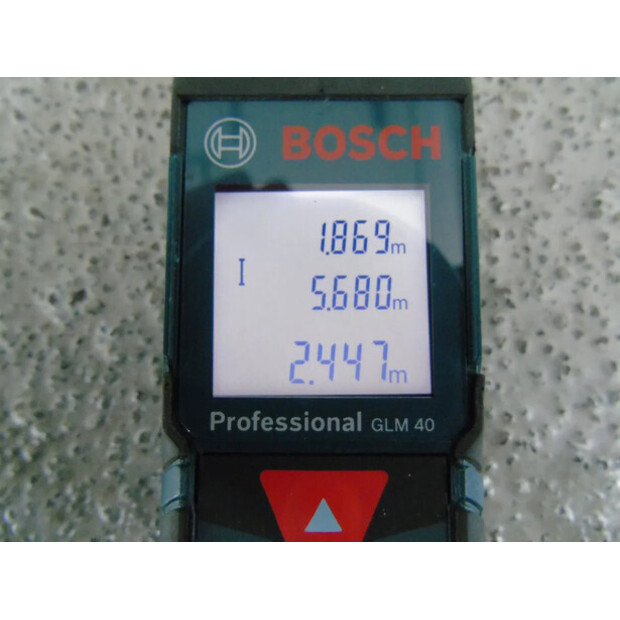 BOSCH
1.869m
5.680m
2.447m
Professional GLM 40